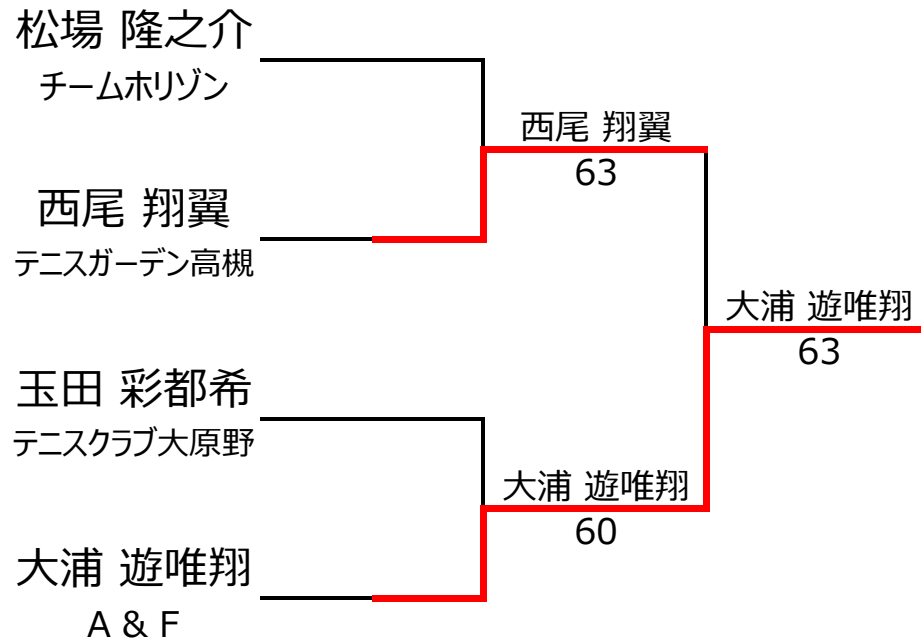 松場 隆之介
チームホリゾン
西尾 翔翼
63
西尾 翔翼
テニスガーデン高槻
大浦 遊唯翔
63
玉田 彩都希
テニスクラブ大原野
大浦 遊唯翔
60
大浦 遊唯翔
A & F